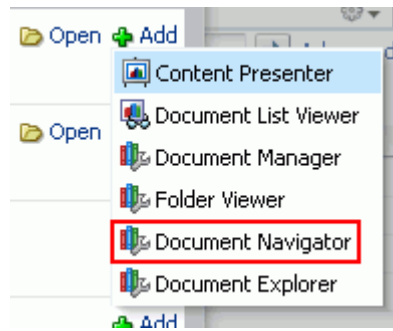 Open Add
Content Presenter
Document List Viewer
Open
Document Manager
Folder Viewer
Document Navigator
Document Explorer
Add